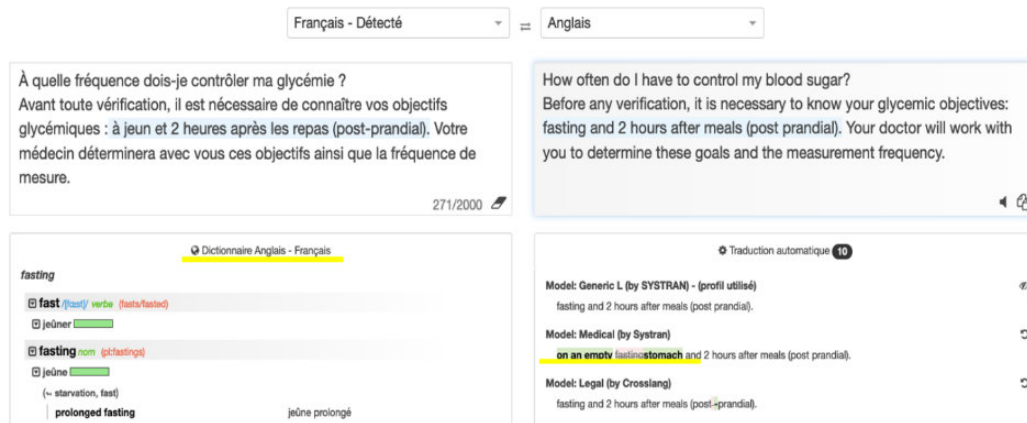 Français - Détecté
Anglais
À quelle fréquence dois-je contrôler ma glycémie ?
Avant toute vérification, il est nécessaire de connaître vos objectifs
glycémiques : à jeun et 2 heures après les repas (post-prandial). Votre
médecin déterminera avec vous ces objectifs ainsi que la fréquence de
mesure.
271/2000
How often do I have to control my blood sugar?
Before any verification, it is necessary to know your glycemic objectives:
fasting and 2 hours after meals (post prandial). Your doctor will work with
you to determine these goals and the measurement frequency.
Dictionnaire Anglais - Français
fasting
fast /[fɑːst]/ verbe (fasts/fasted)
jeûner
fasting nom (pl:fastings)
jeûne
(~ starvation, fast)
prolonged fasting jeûne prolongé
Traduction automatique 10
Model: Generic L (by SYSTRAN) - (profil utilisé)
fasting and 2 hours after meals (post prandial).
Model: Medical (by Systran)
on an empty fastingstomach and 2 hours after meals (post prandial).
Model: Legal (by Crosslang)
fasting and 2 hours after meals (post -prandial).